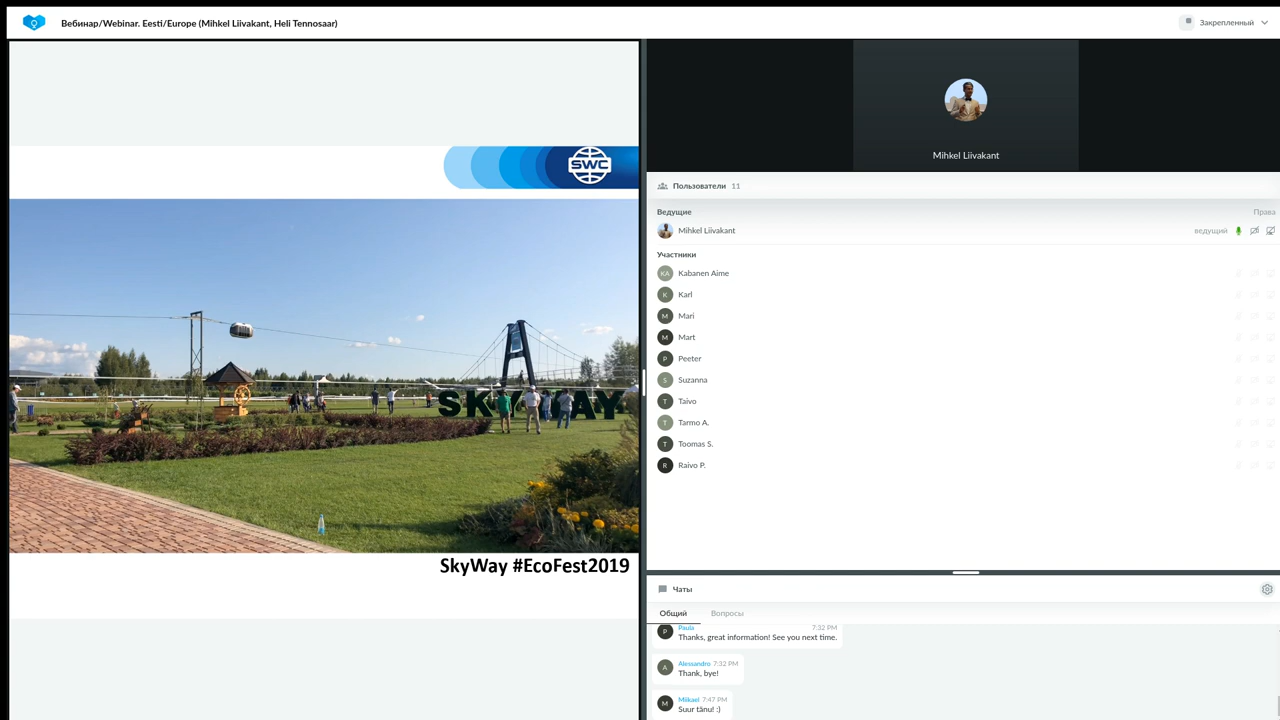 Вебинар/Webinar. Eesti/Europe (Mihkel Liivakant, Heli Tennosaar)
Закрепленный
SWC
SKYWAY
SkyWay #EcoFest2019
Mihkel Liivakant
Пользователи 11
Ведущие Права
Mihkel Liivakant ведущий
Участники
KA Kabanen Aime
K Karl
M Mari
M Mart
P Peeter
S Suzanna
T Taivo
T Tarmo A.
T Toomas S.
R Raivo P.
Чаты
Общий Вопросы
P Paula 7:32 PM
Thanks, great information! See you next time.
A Alessandro 7:32 PM
Thank, bye!
M Miikael 7:47 PM
Suur tänu! :)